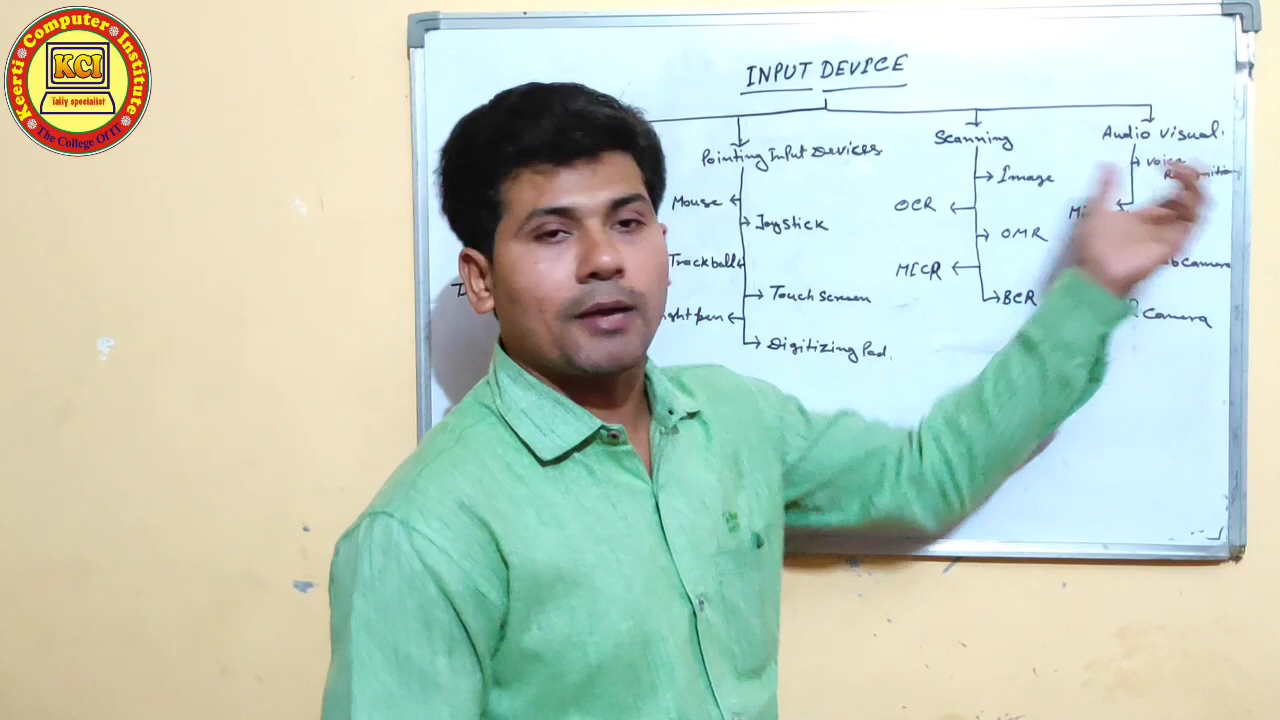 Keerti Computer Institute
KCI
Tally specialist
The College Of IT
INPUT DEVICE
Pointing Input Devices
Mouse
Joystick
Trackball
Touch screen
Digitizing Pad.
Scanning
Image
OCR
OMR
MICR
BCR
Audio Visual.
Voice
Camera